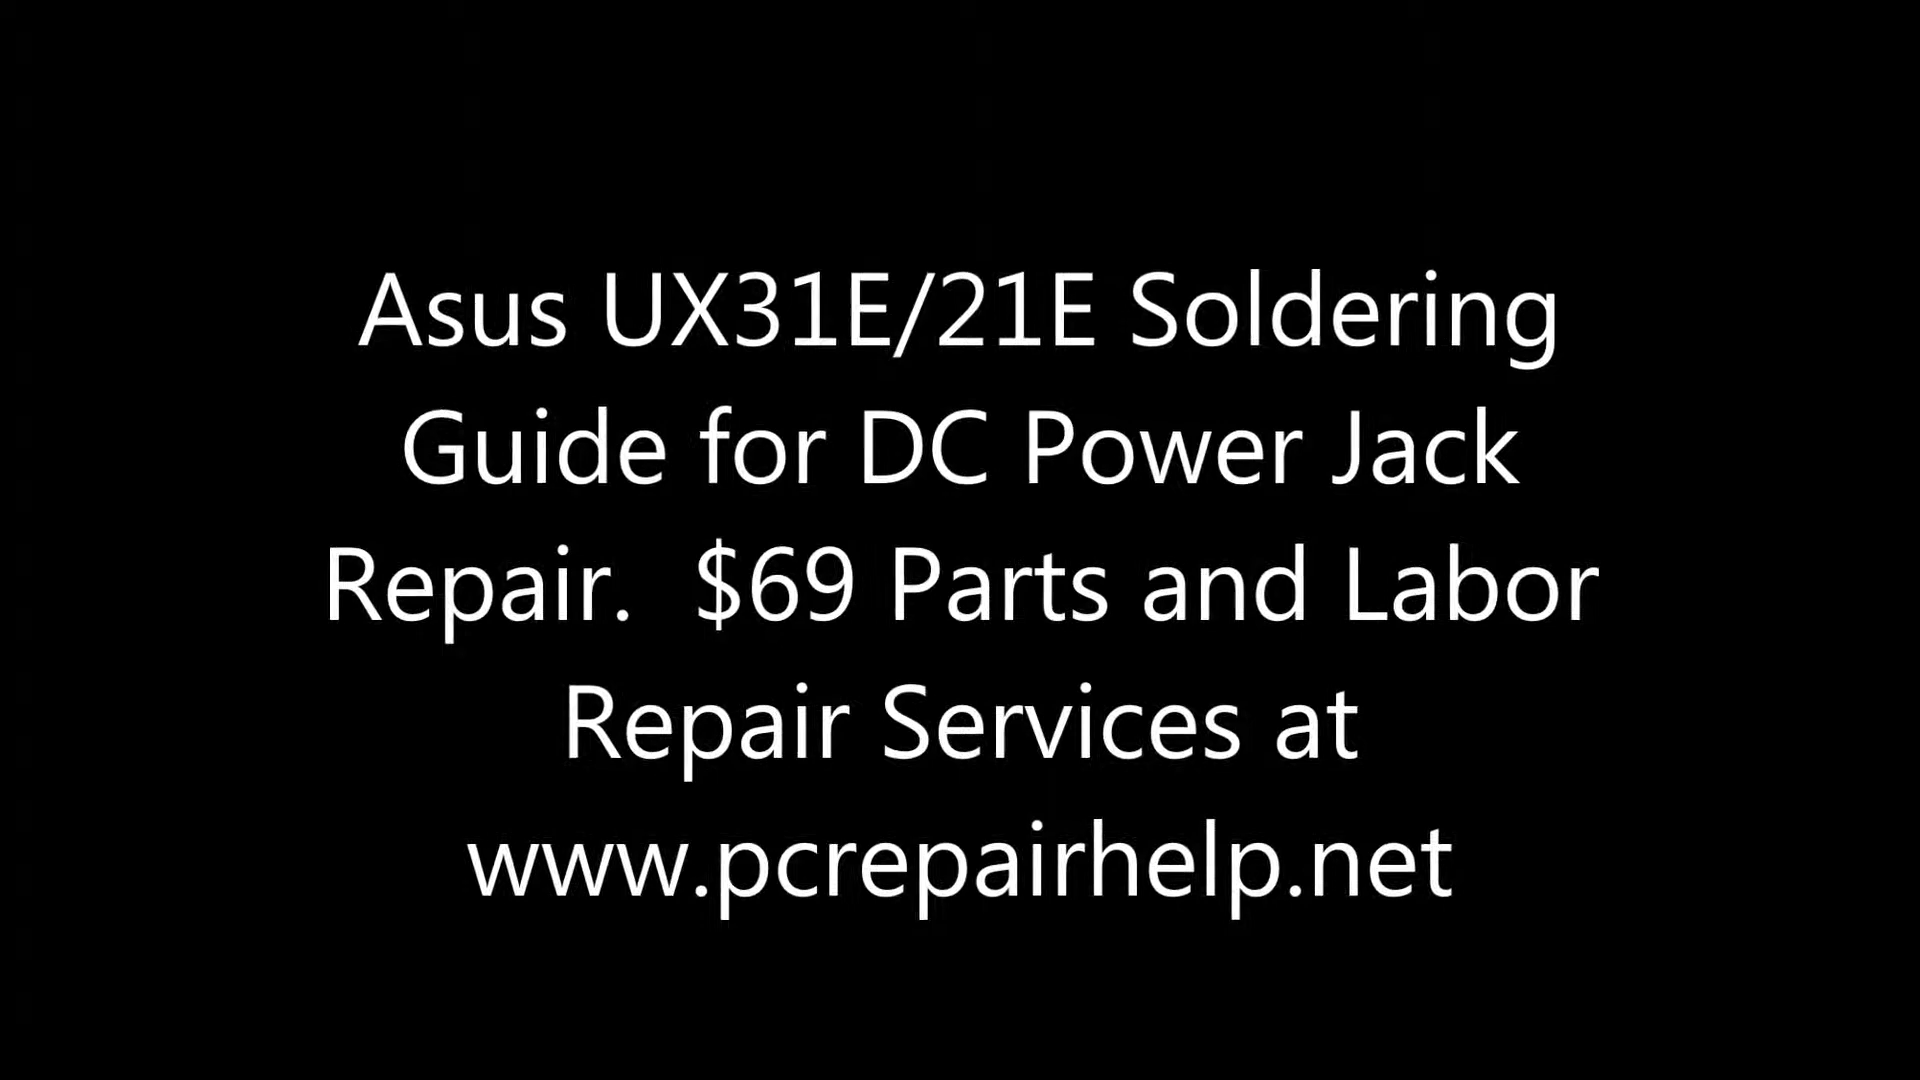 Asus UX31E/21E Soldering
Guide for DC Power Jack
Repair.  $69 Parts and Labor
Repair Services at
www.pcrepairhelp.net